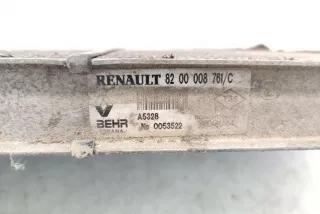 RENAULT 82 00 008 761/C
BEHR
A5328
No 0053522